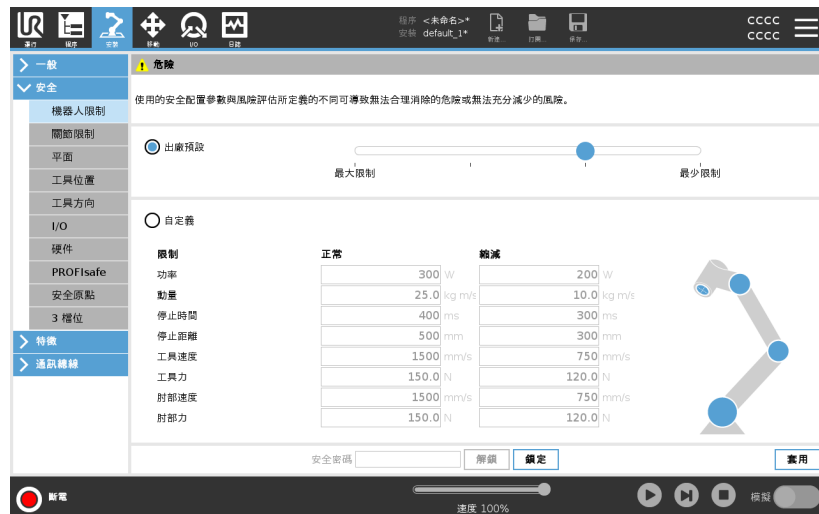 UR
程序 <未命名>*
安装 default_1*
cccc
cccc
運行 程序 安裝 移動 I/O 日誌 新建... 打開... 保存...
一般
安全
機器人限制
關節限制
平面
工具位置
工具方向
I/O
硬件
PROFIsafe
安全原點
3 檔位
特徵
通訊總線
危險
使用的安全配置參數與風險評估所定義的不同可導致無法合理消除的危險或無法充分減少的風險。
出廠預設
最大限制 最少限制
自定義
限制 正常 縮減
功率 300 W 200 W
動量 25.0 kg m/s 10.0 kg m/s
停止時間 400 ms 300 ms
停止距離 500 mm 300 mm
工具速度 1500 mm/s 750 mm/s
工具力 150.0 N 120.0 N
肘部速度 1500 mm/s 750 mm/s
肘部力 150.0 N 120.0 N
安全密碼 解鎖 鎖定 套用
斷電
速度 100%
模擬